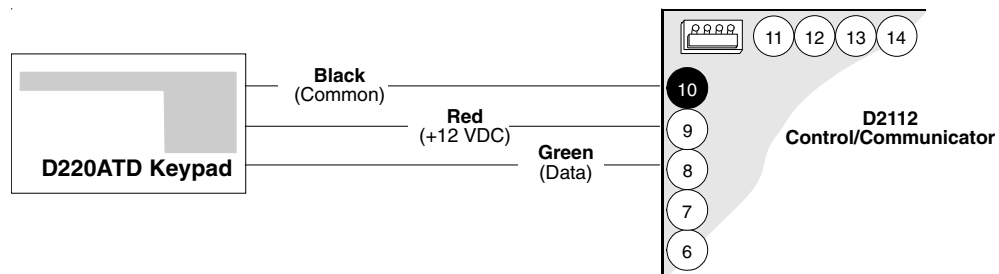 11 12 13 14
Black
(Common)
10
Red
(+12 VDC)
9
D2112
Control/Communicator
Green
(Data)
D220ATD Keypad
8
7
6